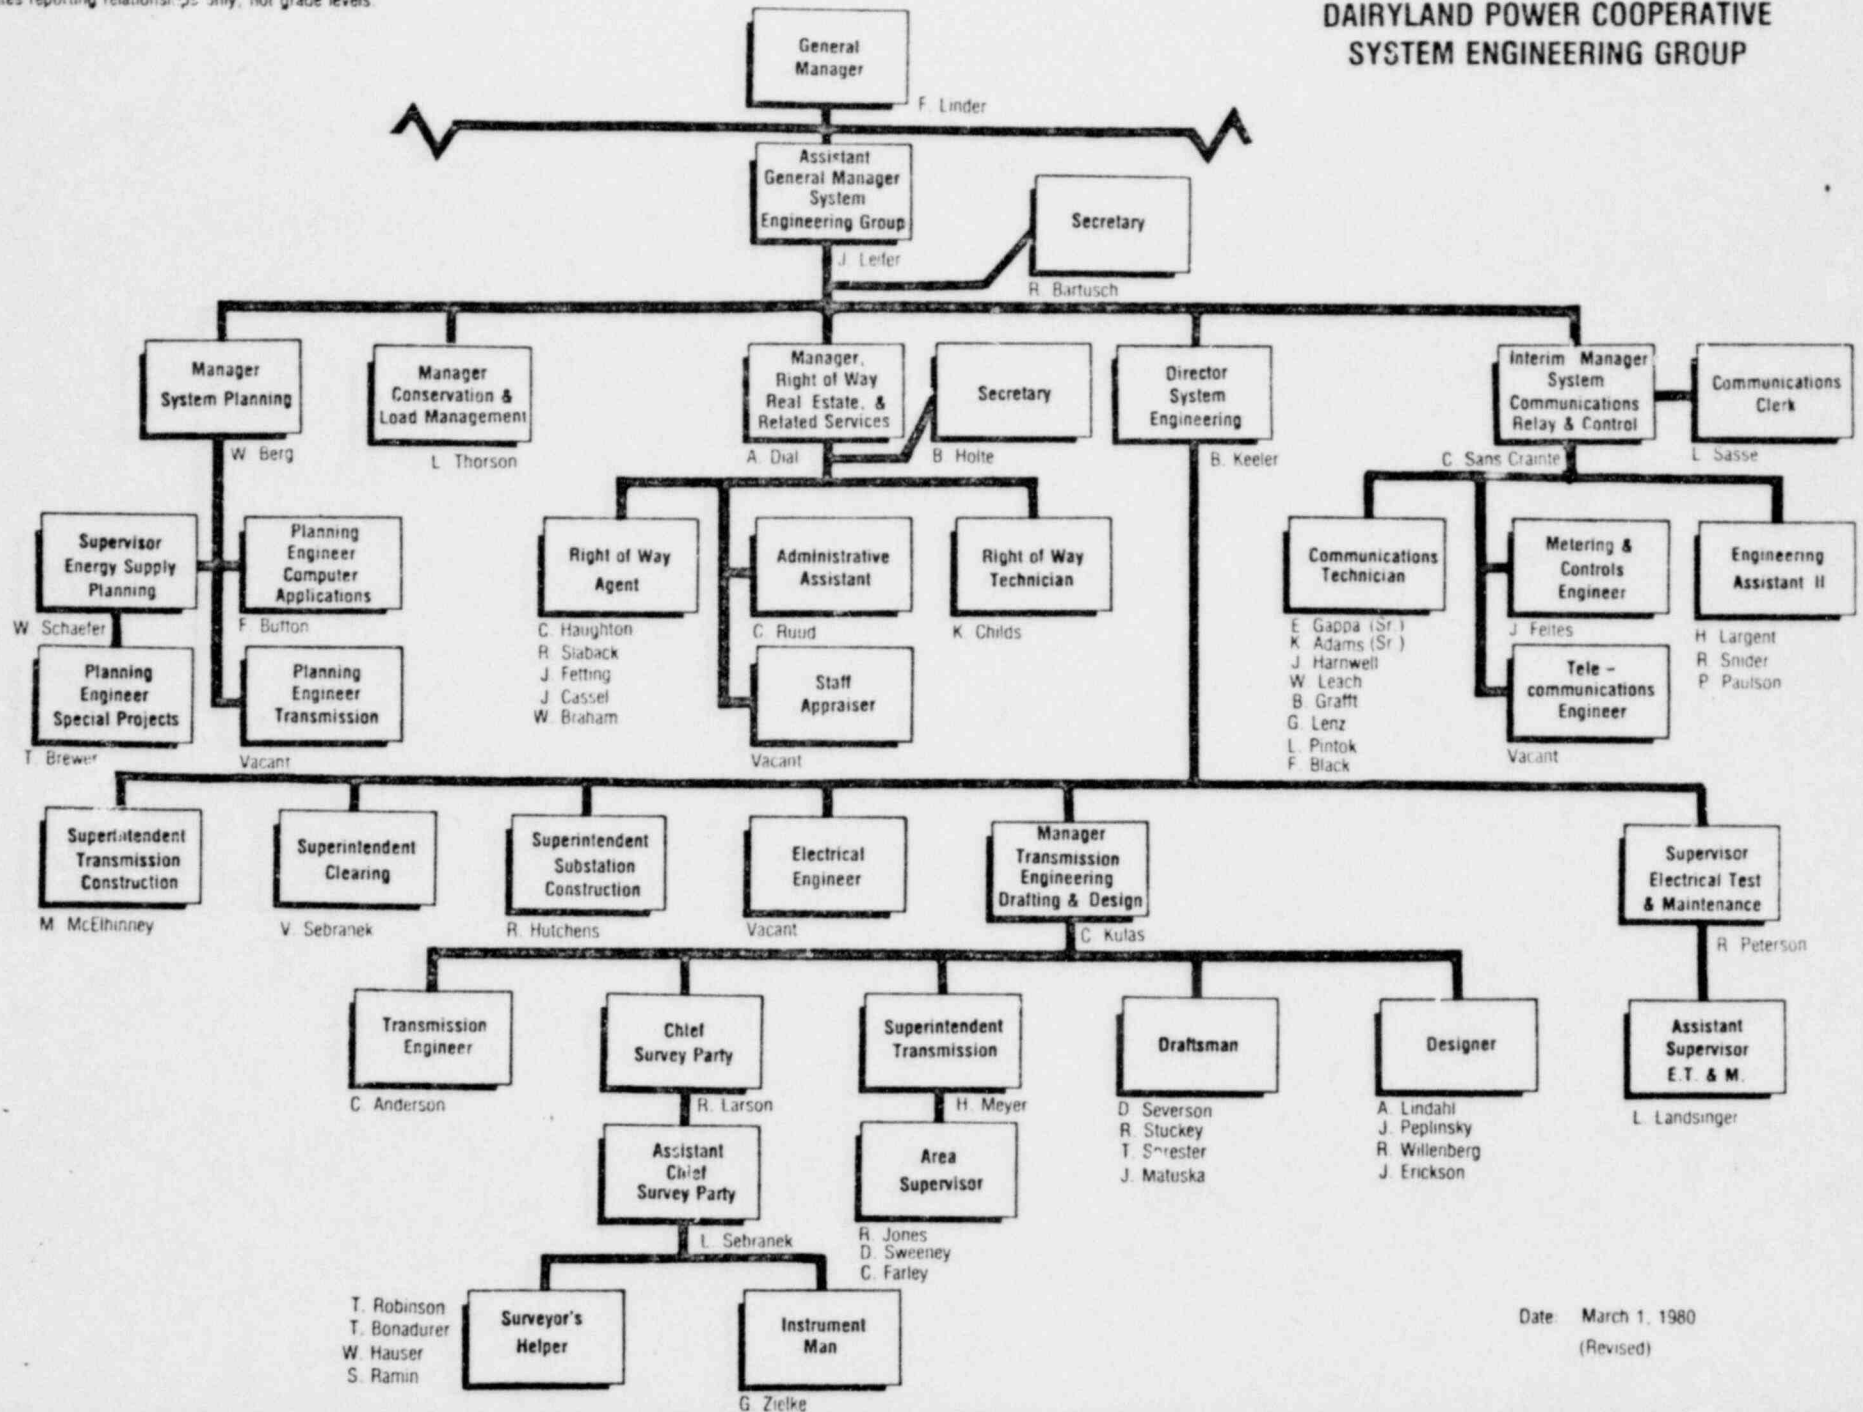 reporting only, not grade levels.
DAIRYLAND POWER COOPERATIVE
SYSTEM ENGINEERING GROUP
General
Manager
F. Linder
Assistant
General Manager
System
Engineering Group
J. Leifer
Secretary
R. Bartusch
Manager
System Planning
W. Berg
Manager
Conservation &
Load Management
L. Thorson
Manager,
Right of Way
Real Estate, &
Related Services
A. Dial
Secretary
B. Holte
Director
System
Engineering
B. Keeler
Interim Manager
System
Communications
Relay & Control
C. Sans Crainte
Communications
Clerk
L. Sasse
Supervisor
Energy Supply
Planning
W. Schaefer
Planning
Engineer
Computer
Applications
F. Button
Planning
Engineer
Special Projects
T. Brewer
Planning
Engineer
Transmission
Vacant
Right of Way
Agent
C. Haughton
R. Slaback
J. Fetting
J. Cassel
W. Braham
Administrative
Assistant
C. Ruud
Staff
Appraiser
Vacant
Right of Way
Technician
K. Childs
Communications
Technician
E. Gappa (Sr.)
K. Adams (Sr.)
J. Harnwell
W. Leach
B. Grafft
G. Lenz
L. Pintok
F. Black
Metering &
Controls
Engineer
J. Feltes
Tele -
communications
Engineer
Vacant
Engineering
Assistant II
H. Largent
R. Snider
P. Paulson
Superintendent
Transmission
Construction
M. McElhinney
Superintendent
Clearing
V. Sebranek
Superintendent
Substation
Construction
R. Hutchens
Electrical
Engineer
Vacant
Manager
Transmission
Engineering
Drafting & Design
C. Kulas
Supervisor
Electrical Test
& Maintenance
R. Peterson
Transmission
Engineer
C. Anderson
Chief
Survey Party
R. Larson
Superintendent
Transmission
H. Meyer
Draftsman
D. Severson
R. Stuckey
T.
J. Matuska
Designer
A. Lindahl
J. Peplinsky
R. Willenberg
J. Erickson
Assistant
Supervisor
E.T. & M.
L. Landsinger
Assistant
Chief
Survey Party
L. Sebranek
Area
Supervisor
R. Jones
D. Sweeney
C. Farley
T. Robinson
T. Bonadurer
W. Hauser
S. Ramin
Surveyor's
Helper
Instrument
Man
G. Zielke
Date: March 1, 1980
(Revised)